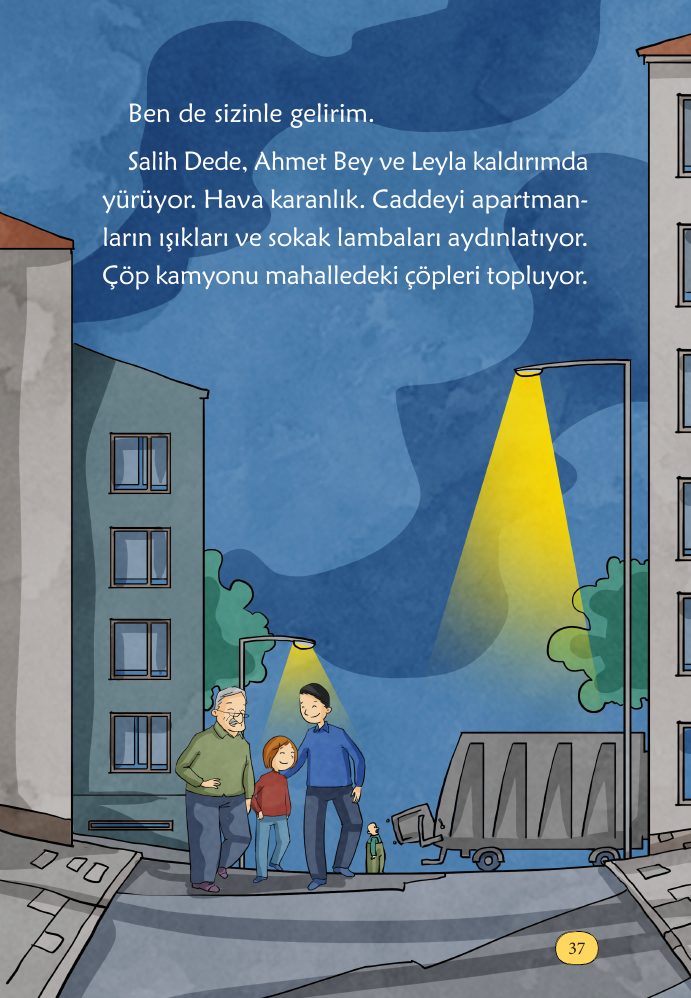 Ben de sizinle gelirim.
Salih Dede, Ahmet Bey ve Leyla kaldırımda
yürüyor. Hava karanlık. Caddeyi apartman-
ların ışıkları ve sokak lambaları aydınlatıyor.
Çöp kamyonu mahalledeki çöpleri topluyor.
37